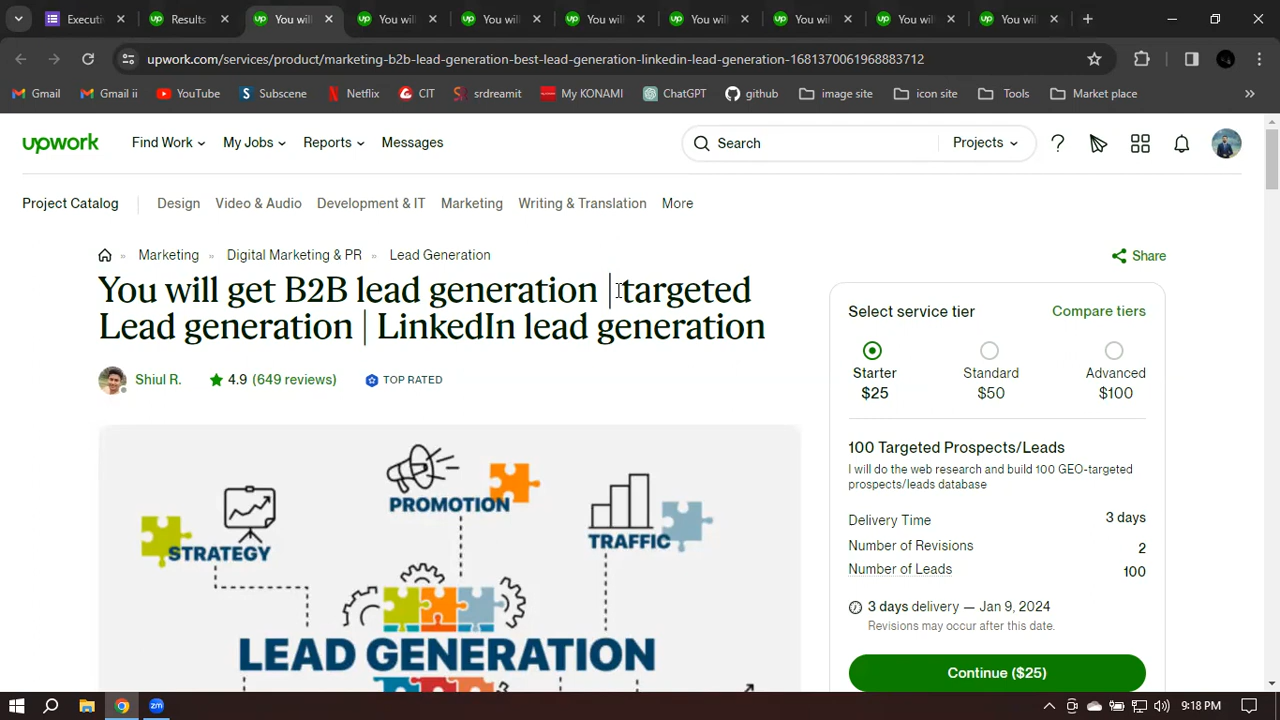 Executi
Results
You will
You wil
You wil
You wil
You wil
You wil
You wil
You wil
upwork.com/services/product/marketing-b2b-lead-generation-best-lead-generation-linkedin-lead-generation-1681370061968883712
Gmail
Gmail ii
YouTube
Subscene
Netflix
CIT
srdreamit
My KONAMI
ChatGPT
github
image site
icon site
Tools
Market place
upwork
Find Work
My Jobs
Reports
Messages
Search
Projects
Project Catalog
Design
Video & Audio
Development & IT
Marketing
Writing & Translation
More
Marketing
Digital Marketing & PR
Lead Generation
Share
You will get B2B lead generation | targeted
Lead generation | LinkedIn lead generation
Shiul R.
4.9 (649 reviews)
TOP RATED
Select service tier
Compare tiers
Starter
$25
Standard
$50
Advanced
$100
100 Targeted Prospects/Leads
I will do the web research and build 100 GEO-targeted
prospects/leads database
Delivery Time
3 days
Number of Revisions
2
Number of Leads
100
3 days delivery — Jan 9, 2024
Revisions may occur after this date.
Continue ($25)
PROMOTION
STRATEGY
TRAFFIC
LEAD GENERATION
zm
9:18 PM